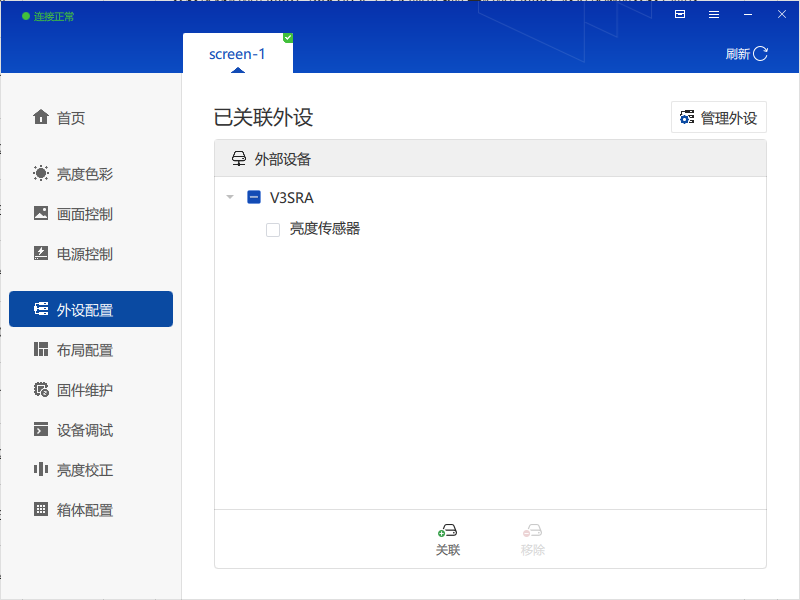 连接正常
screen-1
刷新
首页
亮度色彩
画面控制
电源控制
外设配置
布局配置
固件维护
设备调试
亮度校正
箱体配置
已关联外设
管理外设
外部设备
V3SRA
亮度传感器
关联
移除